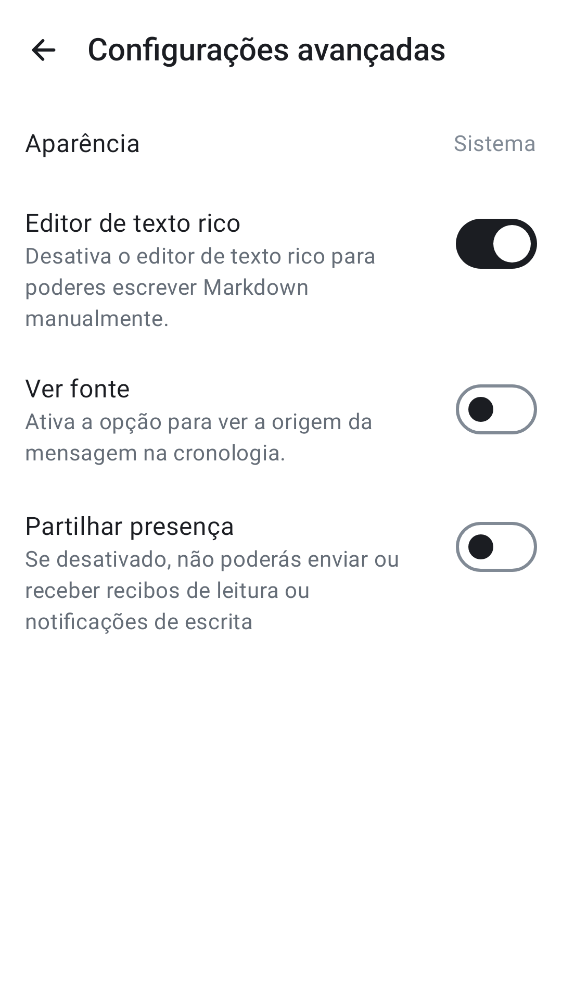 Configurações avançadas
Aparência
Sistema
Editor de texto rico
Desativa o editor de texto rico para
poderes escrever Markdown
manualmente.
Ver fonte
Ativa a opção para ver a origem da
mensagem na cronologia.
Partilhar presença
Se desativado, não poderás enviar ou
receber recibos de leitura ou
notificações de escrita